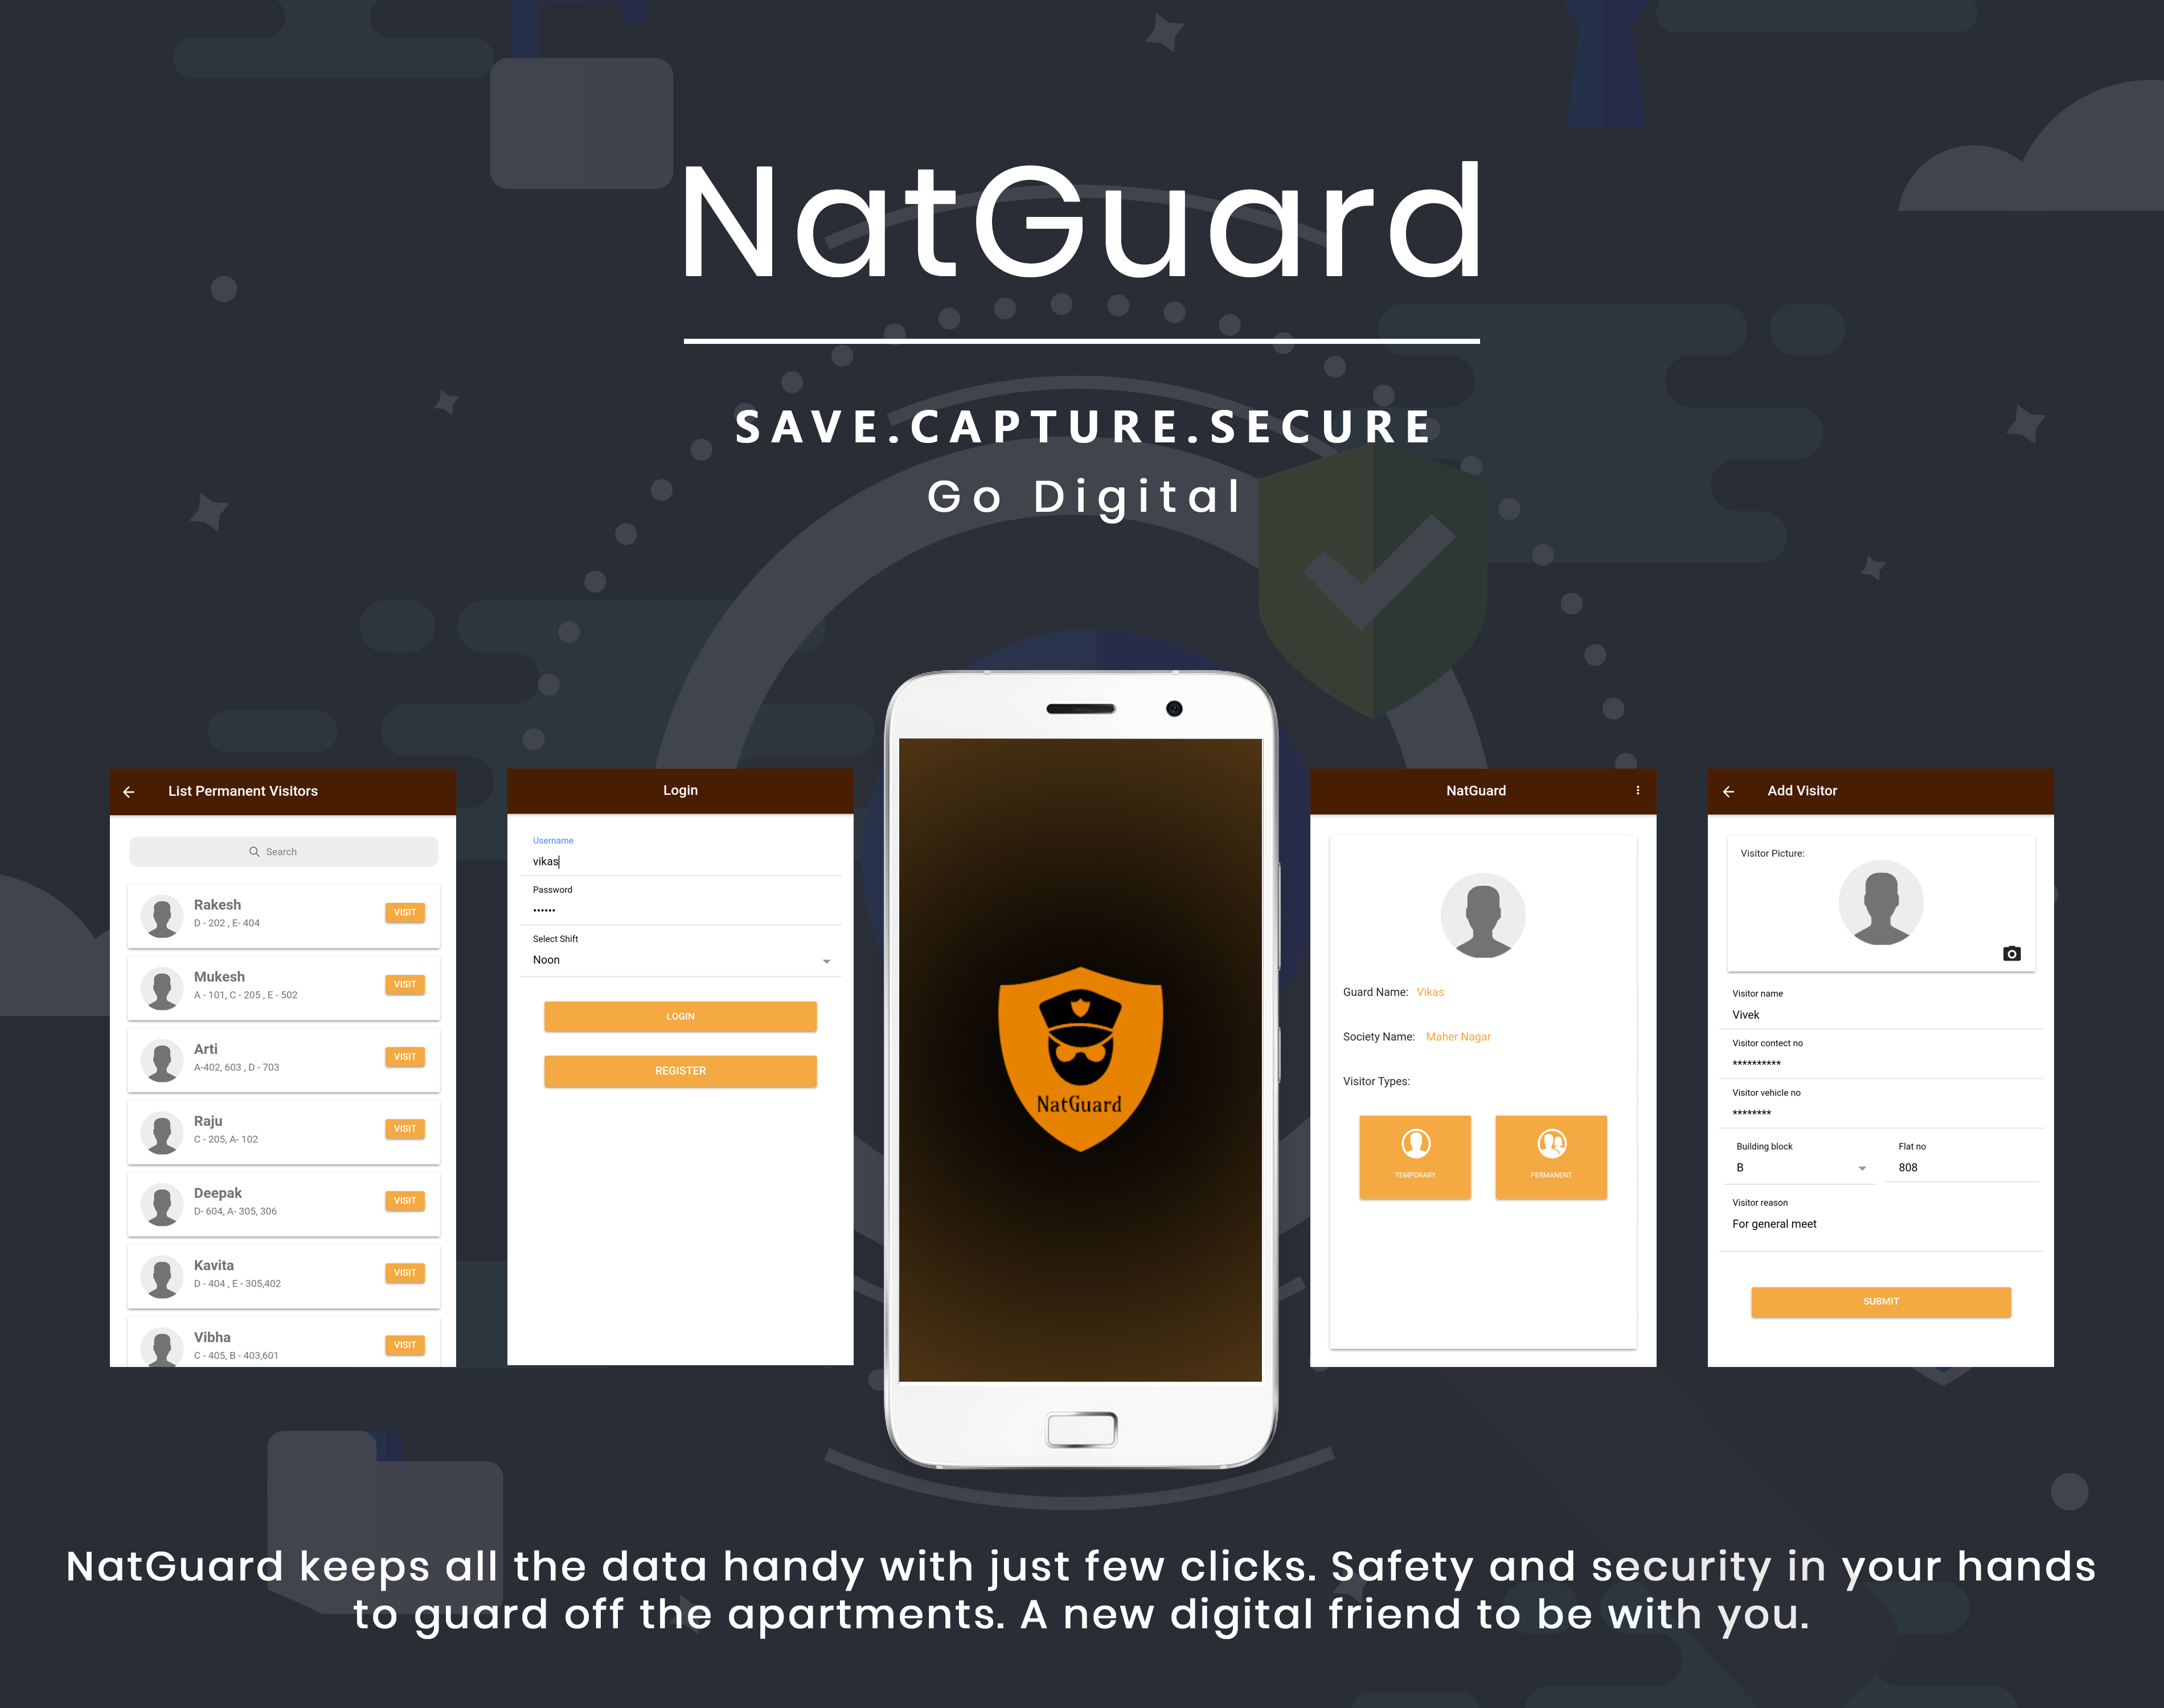 NatGuard
SAVE.CAPTURE.SECURE
Go Digital
List Permanent Visitors
Search
Rakesh
D - 202 , E- 404
VISIT
Mukesh
A - 101, C - 205 , E - 502
VISIT
Arti
A-402, 603 , D - 703
VISIT
Raju
C - 205, A- 102
VISIT
Deepak
D- 604, A- 305, 306
VISIT
Kavita
D - 404 , E - 305,402
VISIT
Vibha
C - 405, B - 403,601
VISIT
Login
Username
vikas
Password
••••••
Select Shift
Noon
LOGIN
REGISTER
NatGuard
NatGuard
Guard Name: Vikas
Society Name: Maher Nagar
Visitor Types:
TEMPORARY
PERMANENT
Add Visitor
Visitor Picture:
Visitor name
Vivek
Visitor contect no
**********
Visitor vehicle no
********
Building block
B
Flat no
808
Visitor reason
For general meet
SUBMIT
NatGuard keeps all the data handy with just few clicks. Safety and security in your hands
to guard off the apartments. A new digital friend to be with you.